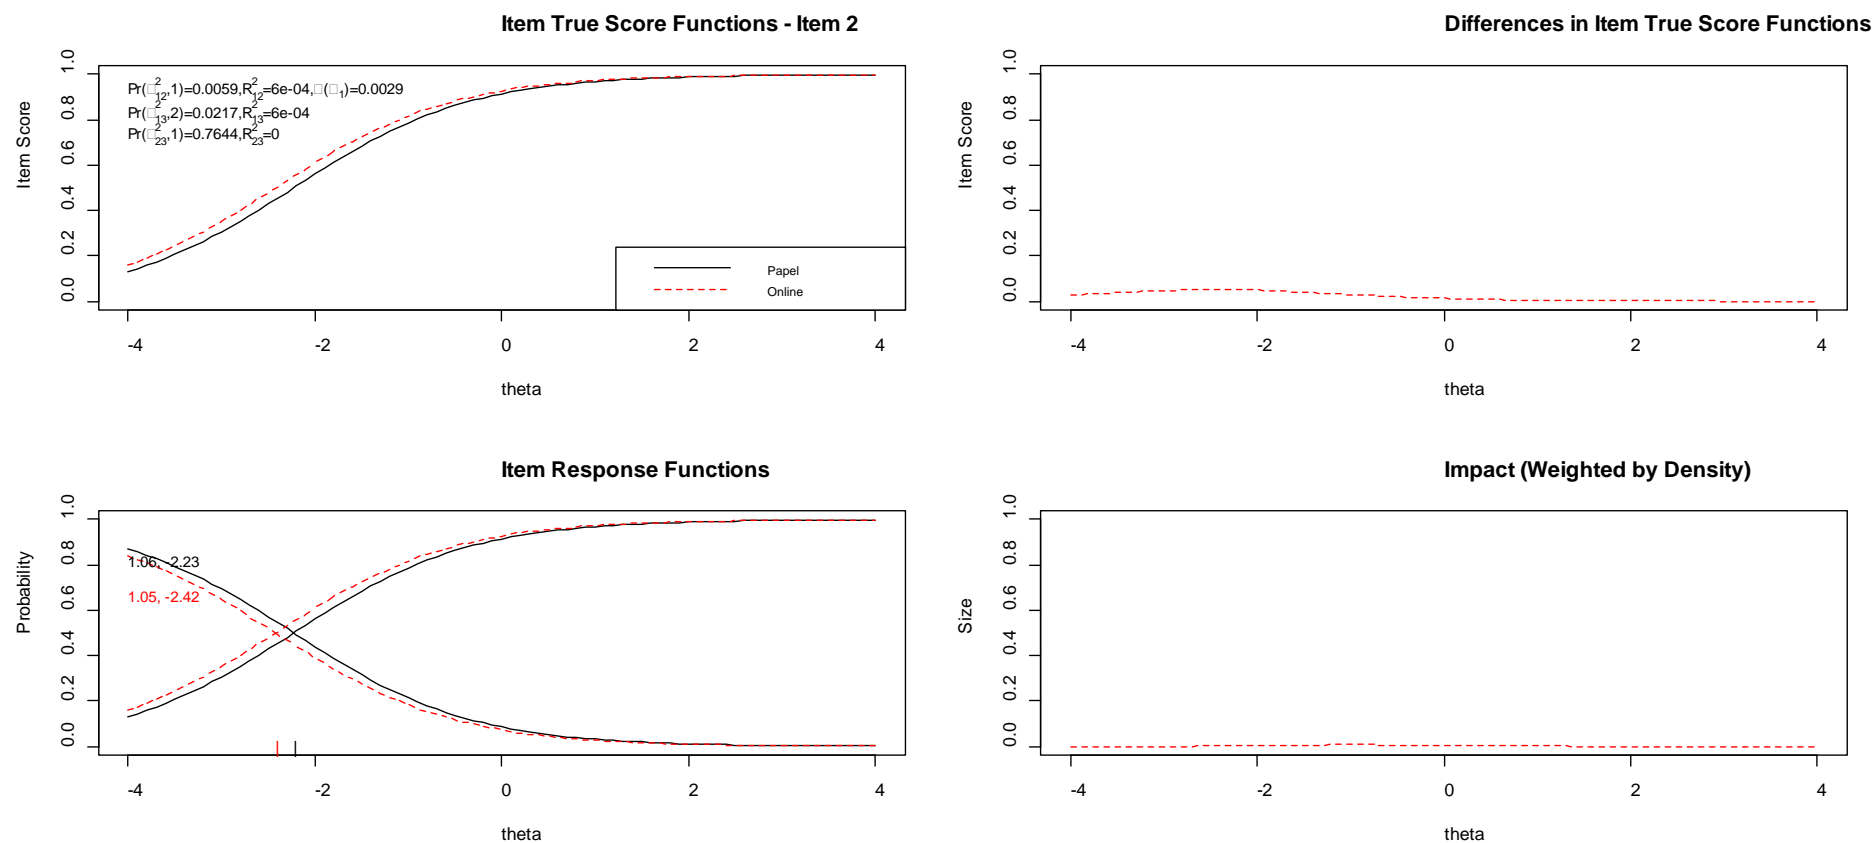 Item True Score Functions - Item 2
Pr(□²₁₂,1)=0.0059,R²₁₂=6e-04,□(□₁)=0.0029
Pr(□²₁₃,2)=0.0217,R²₁₃=6e-04
Pr(□²₂₃,1)=0.7644,R²₂₃=0
Item Score
0.0 0.2 0.4 0.6 0.8 1.0
Papel
Online
-4 -2 0 2 4
theta
Differences in Item True Score Functions
Item Score
0.0 0.2 0.4 0.6 0.8 1.0
-4 -2 0 2 4
theta
Item Response Functions
Probability
0.0 0.2 0.4 0.6 0.8 1.0
1.06, -2.23
1.05, -2.42
-4 -2 0 2 4
theta
Impact (Weighted by Density)
Size
0.0 0.2 0.4 0.6 0.8 1.0
-4 -2 0 2 4
theta